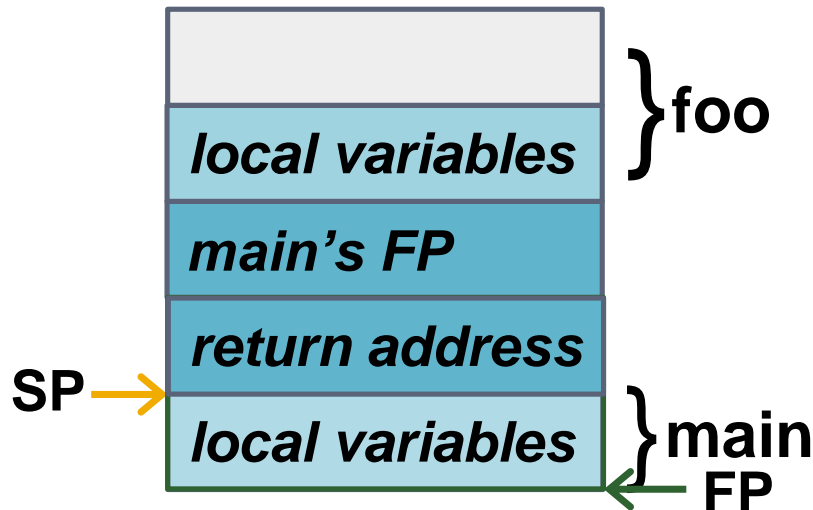 foo
local variables
main’s FP
return address
SP
local variables
main
FP